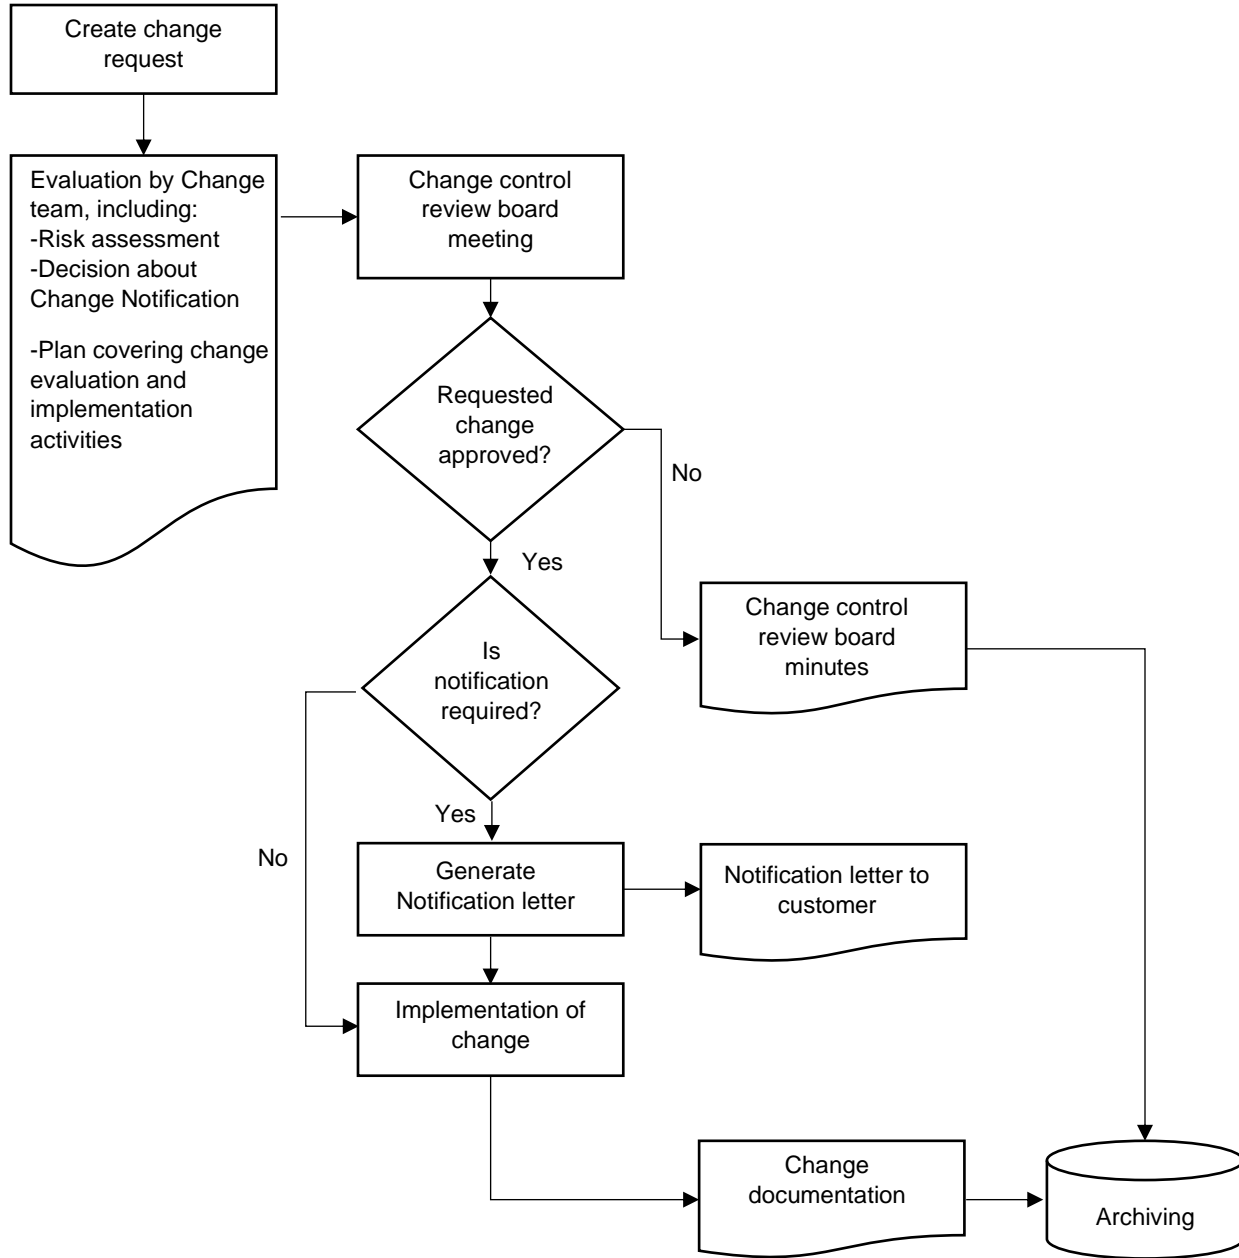 Create change
request
Evaluation by Change
team, including:
-Risk assessment
-Decision about
Change Notification
-Plan covering change
evaluation and
implementation
activities
Change control
review board
meeting
Requested
change
approved?
No
Yes
Change control
review board
minutes
Is
notification
required?
Yes
No
Generate
Notification letter
Notification letter to
customer
Implementation of
change
Change
documentation
Archiving